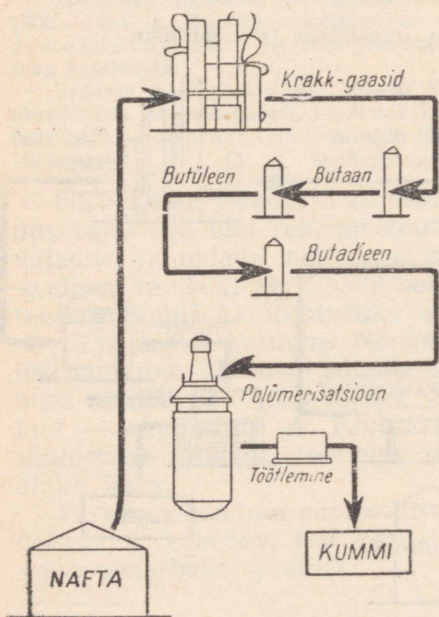 Krakk-gaasid
Butüleen
Butaan
Butadieen
Polümerisatsioon
Töötlemine
NAFTA
KUMMI